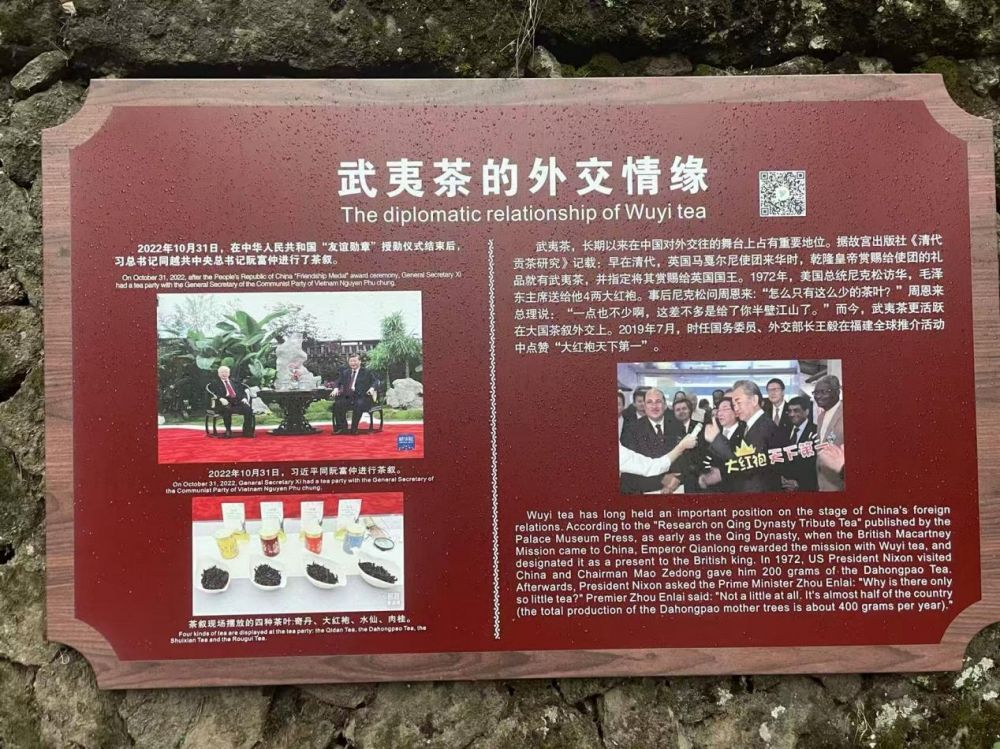 武夷茶的外交情缘
The diplomatic relationship of Wuyi tea
2022年10月31日，在中华人民共和国“友谊勋章”授勋仪式结束后，
习总书记同越共中央总书记阮富仲进行了茶叙。
On October 31, 2022, after the People's Republic of China "Friendship Medal" award ceremony, General Secretary Xi
had a tea party with the General Secretary of the Communist Party of Vietnam Nguyen Phu chung.
2022年10月31日，习近平同阮富仲进行茶叙。
On October 31, 2022, General Secretary Xi had a tea party with the General Secretary of
the Communist Party of Vietnam Nguyen Phu chung.
茶叙现场摆放的四种茶叶:奇丹、大红袍、水仙、肉桂。
Four kinds of tea are displayed at the tea party: the Qidan Tea, the Dahongpao Tea, the
Shuixian Tea and the Rougui Tea.
武夷茶，长期以来在中国对外交往的舞台上占有重要地位。据故宫出版社《清代
贡茶研究》记载：早在清代，英国马戛尔尼使团来华时，乾隆皇帝赏赐给使团的礼
品就有武夷茶，并指定将其赏赐给英国国王。1972年，美国总统尼克松访华，毛泽
东主席送给他4两大红袍。事后尼克松问周恩来：“怎么只有这么少的茶叶？”周恩来
总理说：“一点也不少啊，这差不多是给了你半壁江山了。”而今，武夷茶更活跃
在大国茶叙外交上。2019年7月，时任国务委员、外交部长王毅在福建全球推介活动
中点赞“大红袍天下第一”。
大红袍 天下第一
Wuyi tea has long held an important position on the stage of China's foreign
relations. According to the "Research on Qing Dynasty Tribute Tea" published by the
Palace Museum Press, as early as the Qing Dynasty, when the British Macartney
Mission came to China, Emperor Qianlong rewarded the mission with Wuyi tea, and
designated it as a present to the British king. In 1972, US President Nixon visited
China and Chairman Mao Zedong gave him 200 grams of the Dahongpao Tea.
Afterwards, President Nixon asked the Prime Minister Zhou Enlai: "Why is there only
so little tea?" Premier Zhou Enlai said: "Not a little at all. It's almost half of the country
(the total production of the Dahongpao mother trees is about 400 grams per year)."